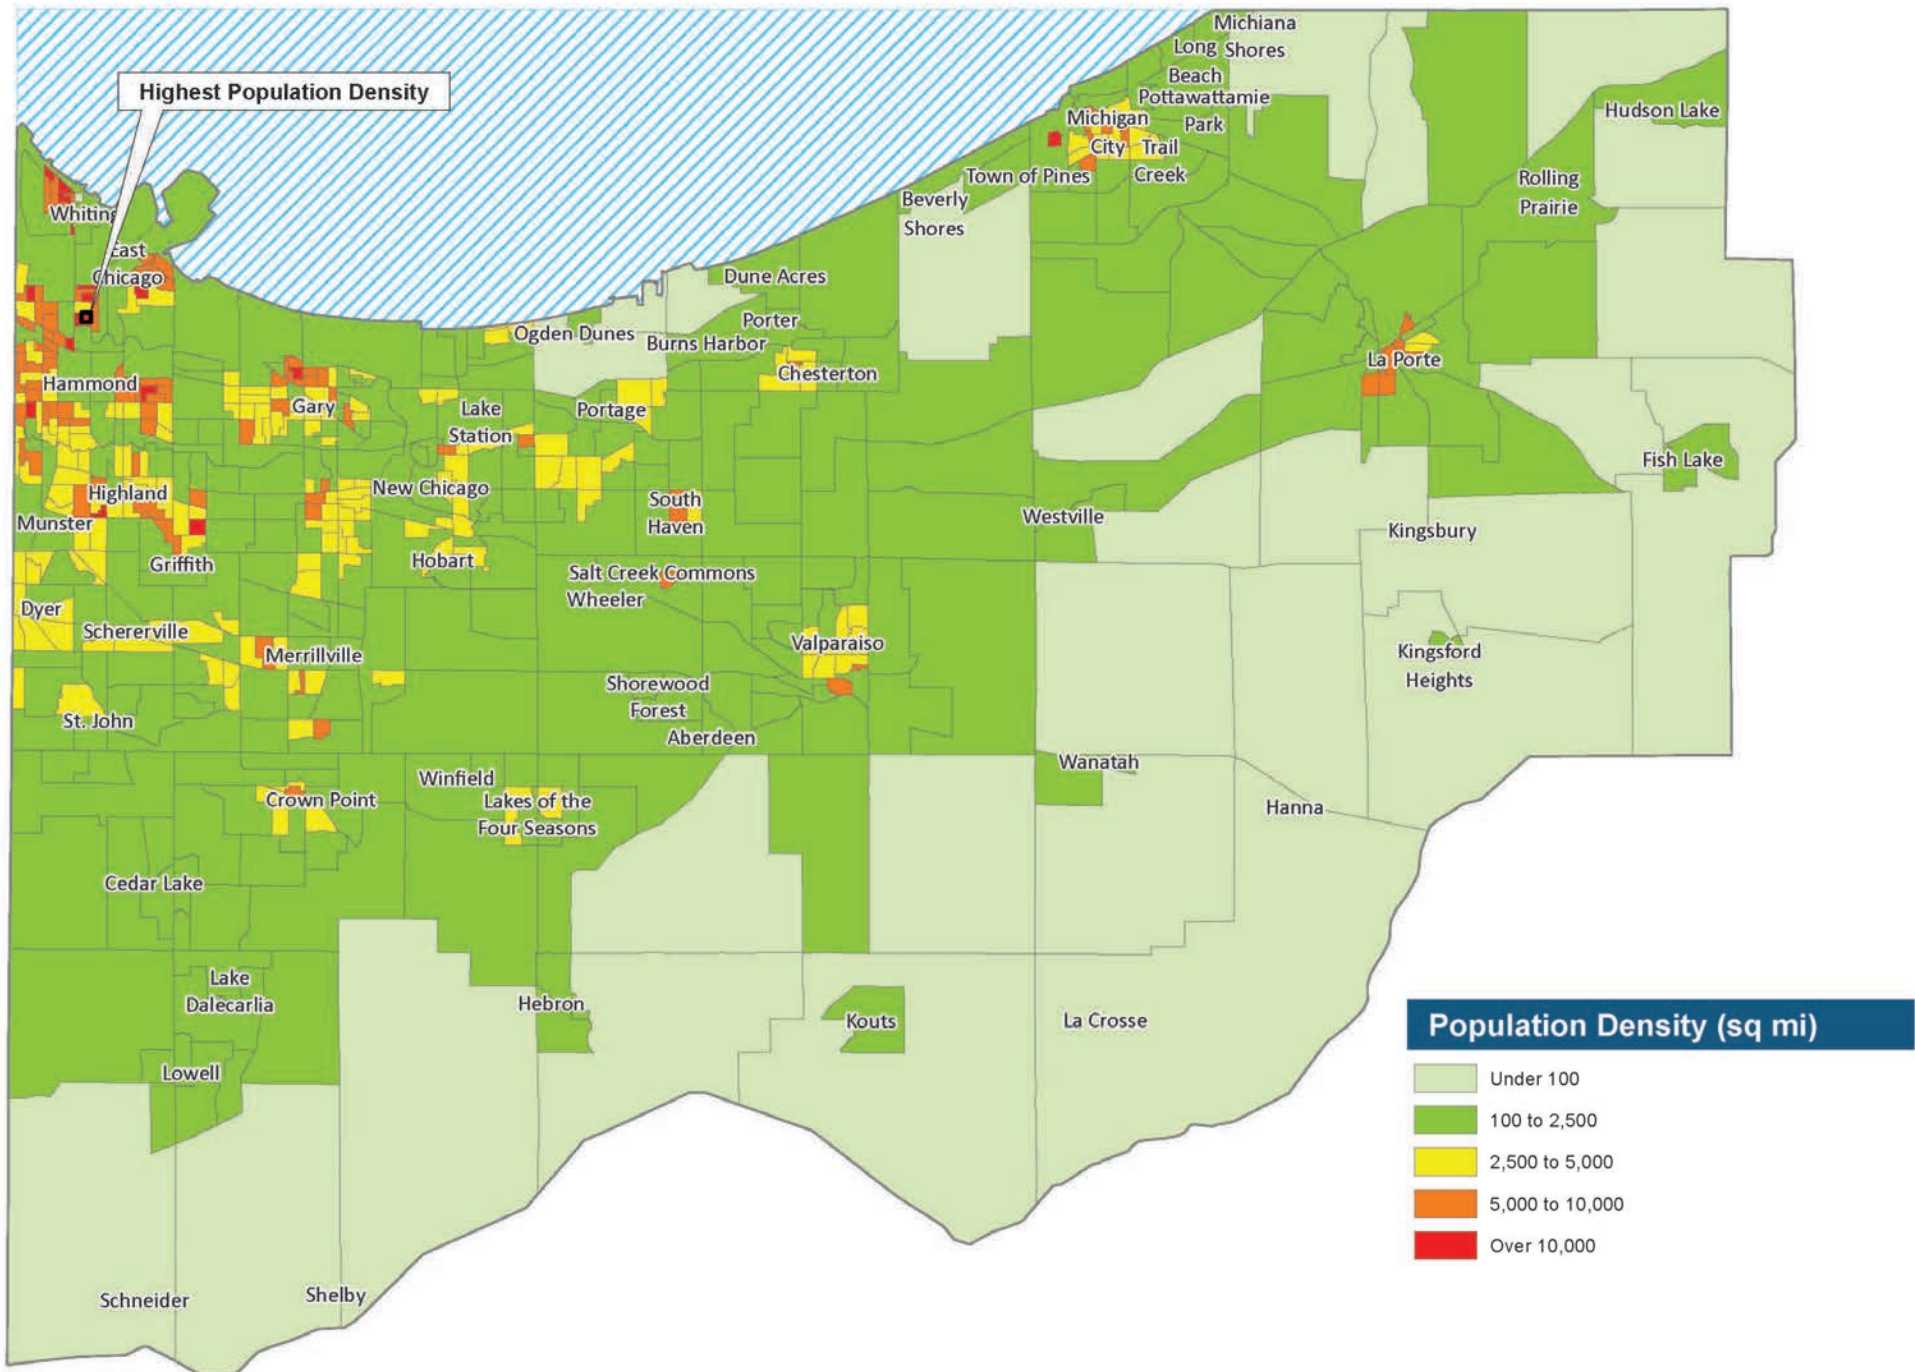 Michiana
Shores
Long
Beach
Pottawattamie
Park
Highest Population Density
Hudson Lake
Michigan
City
Trail
Creek
Town of Pines
Rolling
Prairie
Beverly
Shores
Whiting
East
Chicago
Dune Acres
Porter
Ogden Dunes
Burns Harbor
La Porte
Chesterton
Hammond
Gary
Lake
Station
Portage
Fish Lake
Highland
New Chicago
South
Haven
Munster
Westville
Kingsbury
Griffith
Hobart
Salt Creek Commons
Wheeler
Dyer
Schererville
Valparaiso
Merrillville
Kingsford
Heights
Shorewood
Forest
St. John
Aberdeen
Wanatah
Winfield
Crown Point
Lakes of the
Four Seasons
Hanna
Cedar Lake
Lake
Dalecarlia
Hebron
Kouts
La Crosse
Lowell
Schneider
Shelby
Population Density (sq mi)
Under 100
100 to 2,500
2,500 to 5,000
5,000 to 10,000
Over 10,000